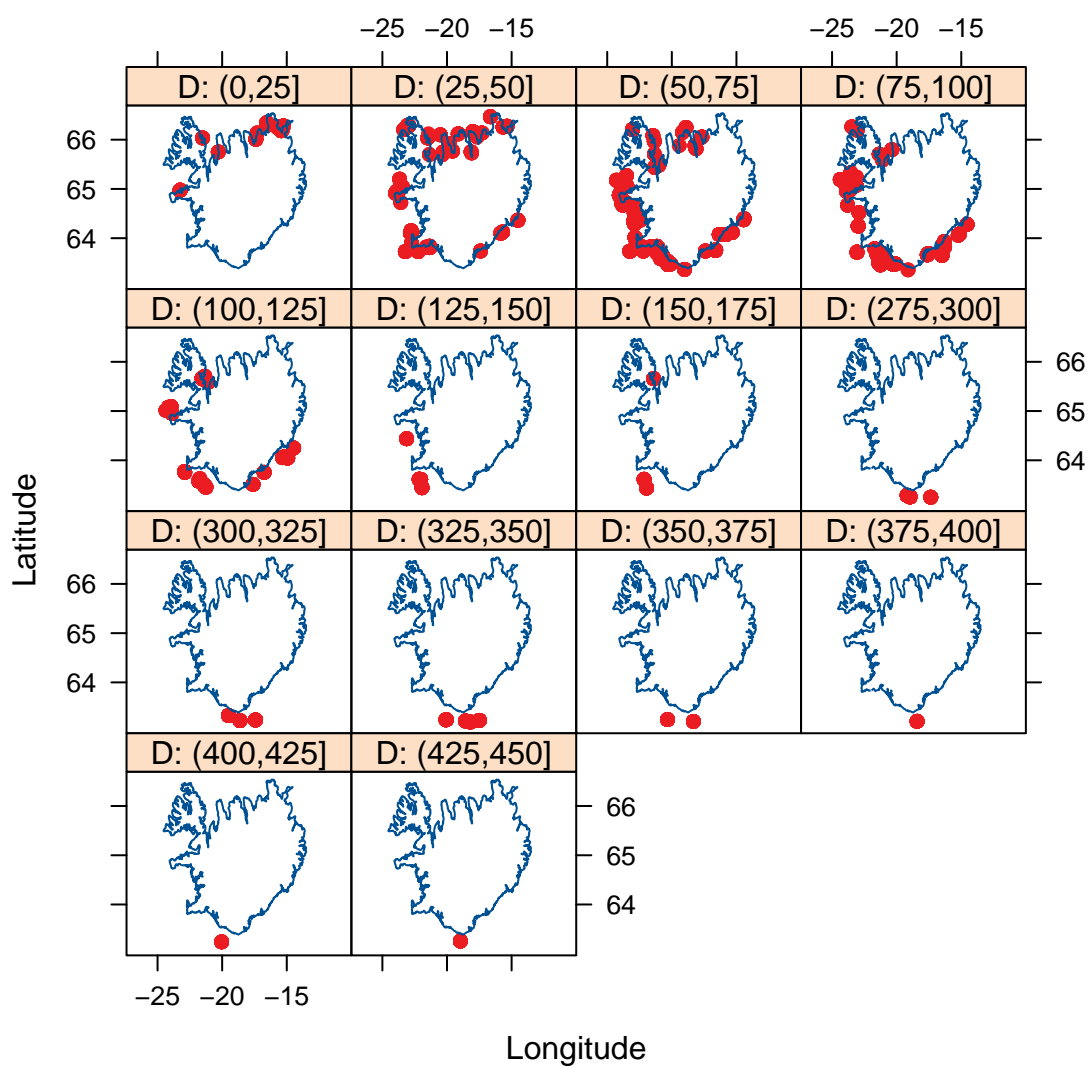 −25 −20 −15 −25 −20 −15
D: (0,25] D: (25,50] D: (50,75] D: (75,100]
66
65
64
D: (100,125] D: (125,150] D: (150,175] D: (275,300]
66
65
64
D: (300,325] D: (325,350] D: (350,375] D: (375,400]
66
65
64
D: (400,425] D: (425,450]
66
65
64
−25 −20 −15
Latitude
Longitude